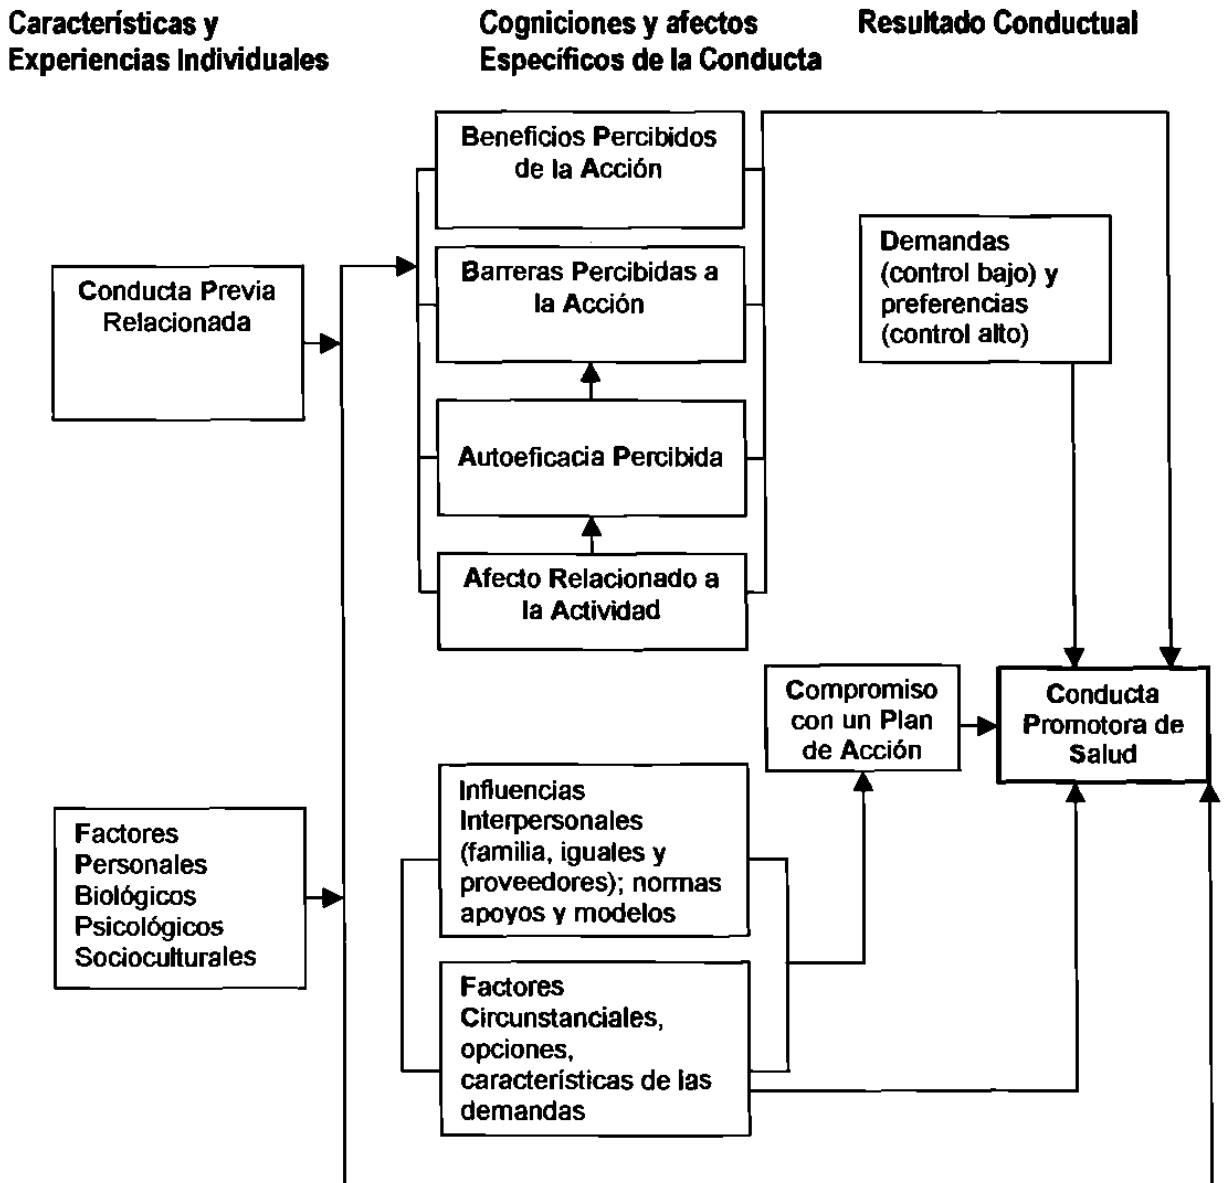 Características y
Experiencias Individuales
Cogniciones y afectos
Específicos de la Conducta
Resultado Conductual
Beneficios Percibidos
de la Acción
Barreras Percibidas a
la Acción
Autoeficacia Percibida
Afecto Relacionado a
la Actividad
Conducta Previa
Relacionada
Demandas
(control bajo) y
preferencias
(control alto)
Compromiso
con un Plan
de Acción
Conducta
Promotora de
Salud
Factores
Personales
Biológicos
Psicológicos
Socioculturales
Influencias
Interpersonales
(familia, iguales y
proveedores); normas
apoyos y modelos
Factores
Circunstanciales,
opciones,
características de las
demandas